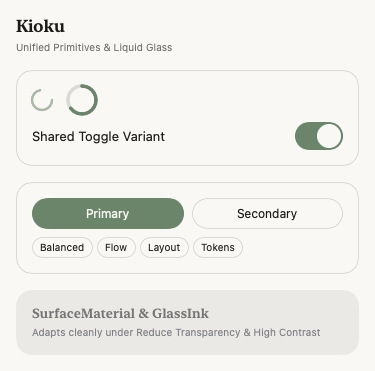 Kioku
Unified Primitives & Liquid Glass
Shared Toggle Variant
Primary Secondary
Balanced Flow Layout Tokens
SurfaceMaterial & GlassInk
Adapts cleanly under Reduce Transparency & High Contrast